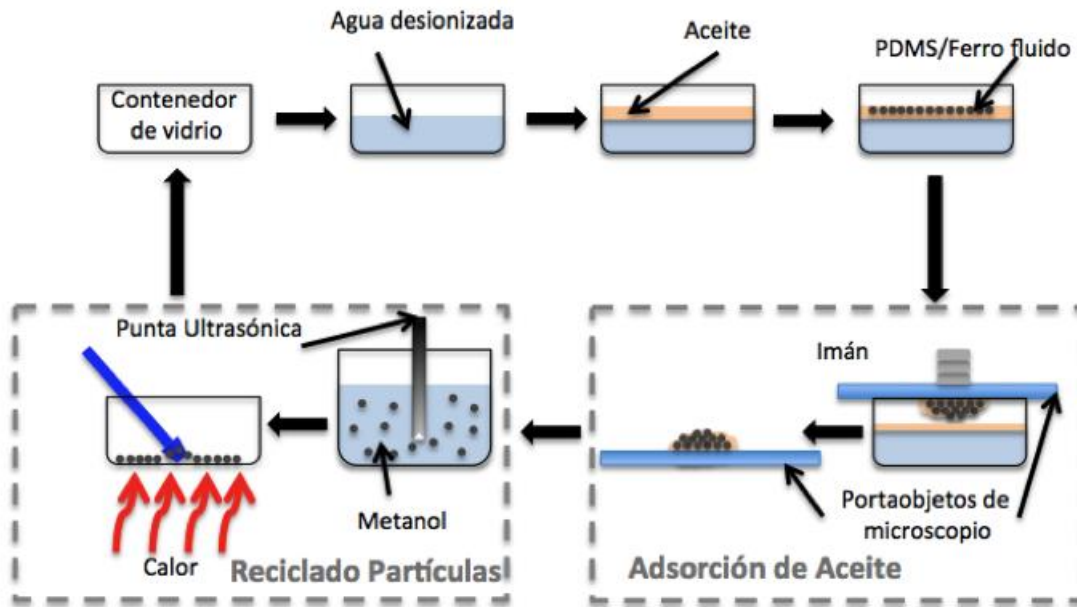 Agua desionizada
Aceite
PDMS/Ferro fluido
Contenedor
de vidrio
Punta Ultrasónica
Imán
Metanol
Portaobjetos de
microscopio
Calor
Reciclado Partículas
Adsorción de Aceite